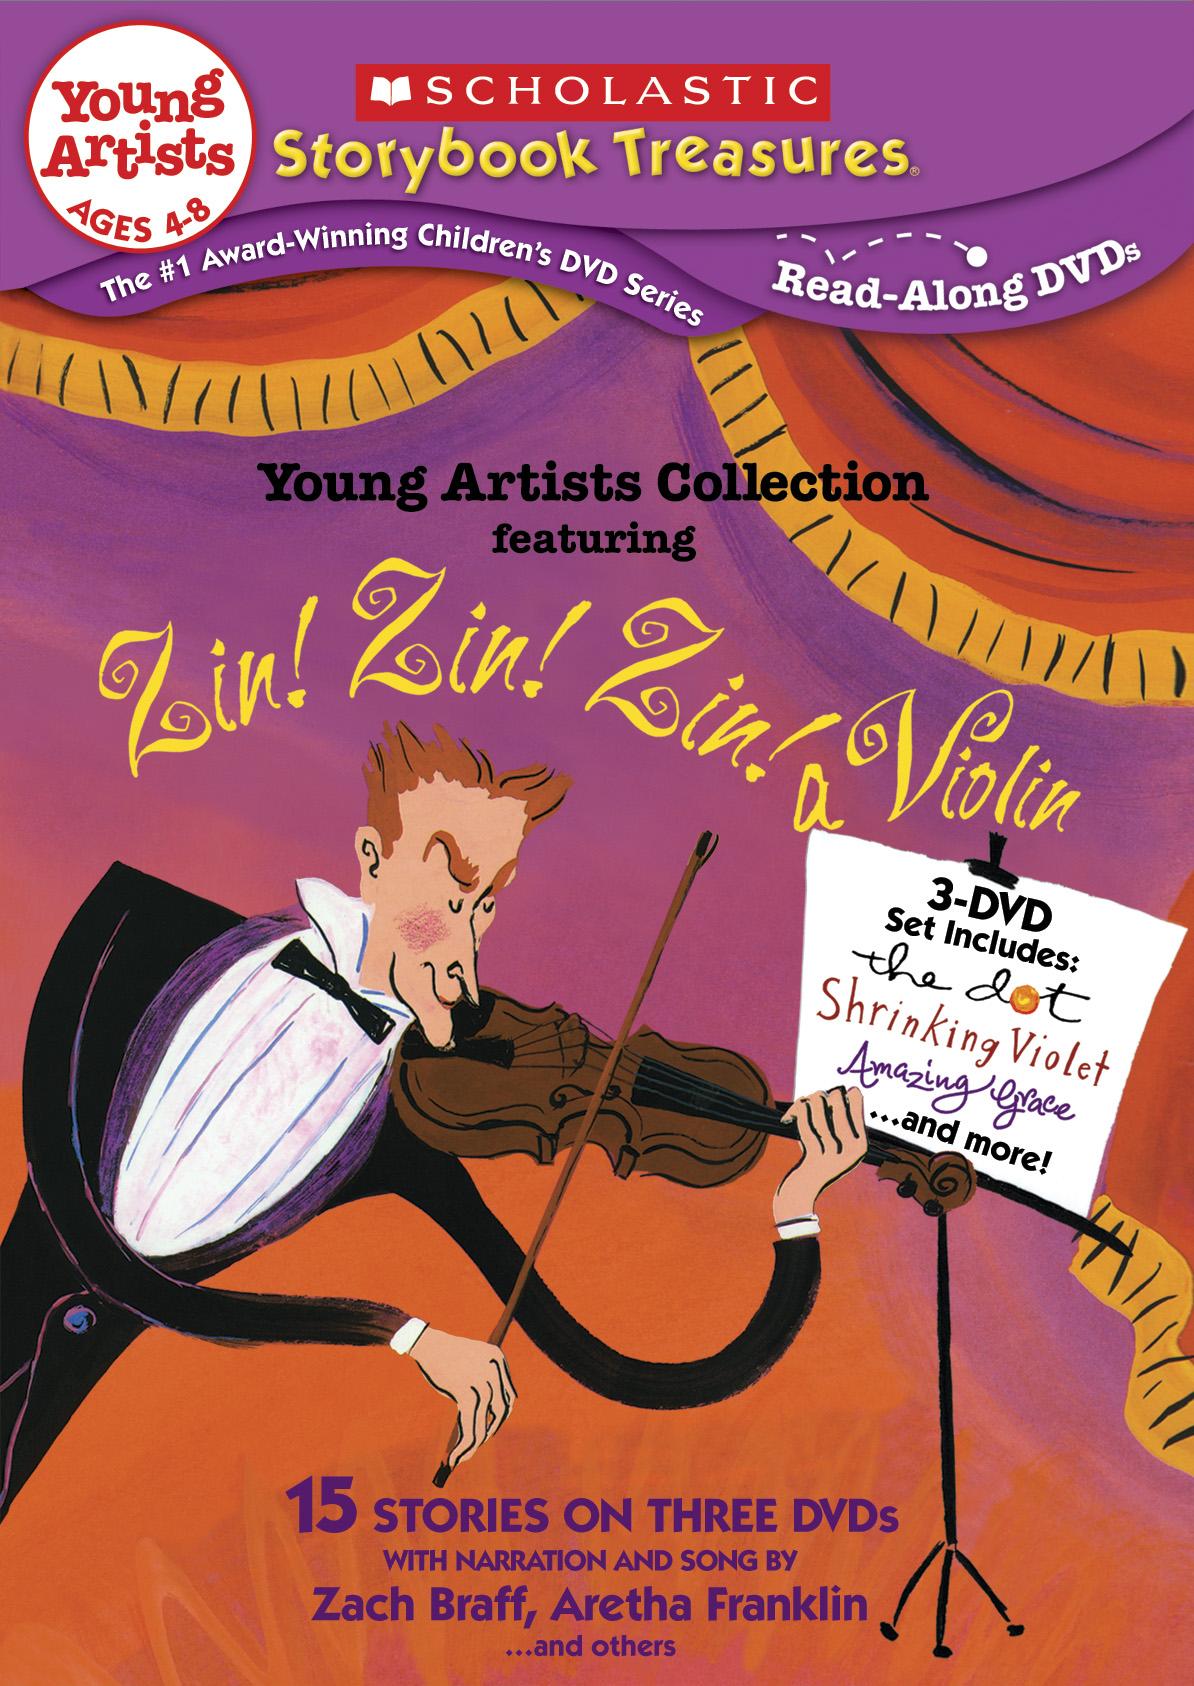 Young
Artists
AGES 4-8
SCHOLASTIC
Storybook Treasures®
The #1 Award-Winning Children's DVD Series
Read-Along DVDs
Young Artists Collection
featuring
Zin! Zin! Zin! a Violin
3-DVD
Set Includes:
the dot
Shrinking Violet
Amazing Grace
...and more!
15 STORIES ON THREE DVDs
WITH NARRATION AND SONG BY
Zach Braff, Aretha Franklin
...and others